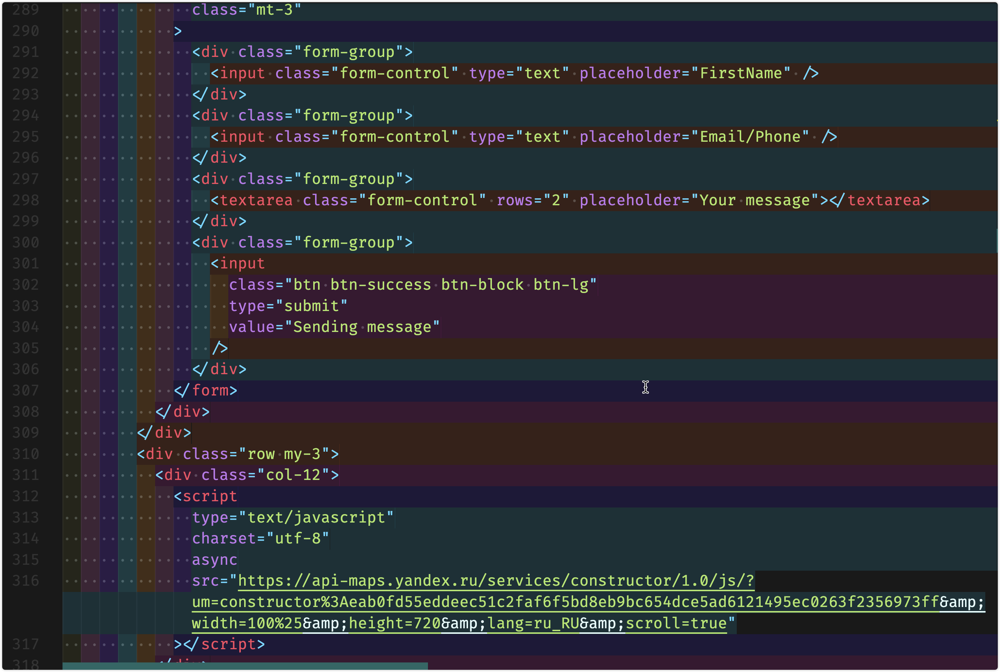 289 class="mt-3"
290 >
291 <div class="form-group">
292 <input class="form-control" type="text" placeholder="FirstName" />
293 </div>
294 <div class="form-group">
295 <input class="form-control" type="text" placeholder="Email/Phone" />
296 </div>
297 <div class="form-group">
298 <textarea class="form-control" rows="2" placeholder="Your message"></textarea>
299 </div>
300 <div class="form-group">
301 <input
302 class="btn btn-success btn-block btn-lg"
303 type="submit"
304 value="Sending message"
305 />
306 </div>
307 </form>
308 </div>
309 </div>
310 <div class="row my-3">
311 <div class="col-12">
312 <script
313 type="text/javascript"
314 charset="utf-8"
315 async
316 src="https://api-maps.yandex.ru/services/constructor/1.0/js/?
um=constructor%3Aeab0fd55eddeec51c2faf6f5bd8eb9bc654dce5ad6121495ec0263f2356973ff&amp;
width=100%25&amp;height=720&amp;lang=ru_RU&amp;scroll=true"
317 ></script>
318 </div>